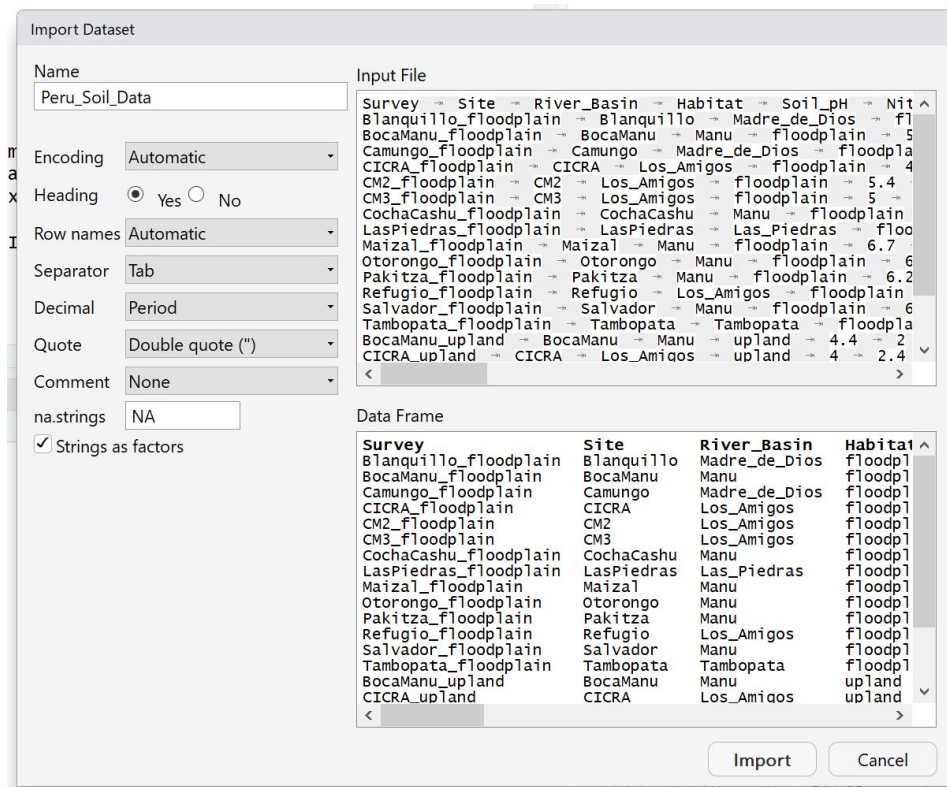 Import Dataset
Name
Peru_Soil_Data
Encoding Automatic
Heading Yes No
Row names Automatic
Separator Tab
Decimal Period
Quote Double quote (")
Comment None
na.strings NA
Strings as factors
Input File
Survey → Site → River_Basin → Habitat → Soil_pH → Nit
Blanquillo_floodplain → Blanquillo → Madre_de_Dios → fl
BocaManu_floodplain → BocaManu → Manu → floodplain → 5
Camungo_floodplain → Camungo → Madre_de_Dios → floodpla
CICRA_floodplain → CICRA → Los_Amigos → floodplain → 4
CM2_floodplain → CM2 → Los_Amigos → floodplain → 5.4
CM3_floodplain → CM3 → Los_Amigos → floodplain → 5 →
CochaCashu_floodplain → CochaCashu → Manu → floodplain
LasPiedras_floodplain → LasPiedras → Las_Piedras → floo
Maizal_floodplain → Maizal → Manu → floodplain → 6.7
Otorongo_floodplain → Otorongo → Manu → floodplain → 6
Pakitza_floodplain → Pakitza → Manu → floodplain → 6.2
Refugio_floodplain → Refugio → Los_Amigos → floodplain
Salvador_floodplain → Salvador → Manu → floodplain → 6
Tambopata_floodplain → Tambopata → Tambopata → floodpla
BocaManu_upland → BocaManu → Manu → upland → 4.4 → 2
CICRA_upland → CICRA → Los_Amigos → upland → 4 → 2.4
Data Frame
Survey Site River_Basin Habitat
Blanquillo_floodplain Blanquillo Madre_de_Dios floodpl
BocaManu_floodplain BocaManu Manu floodpl
Camungo_floodplain Camungo Madre_de_Dios floodpl
CICRA_floodplain CICRA Los_Amigos floodpl
CM2_floodplain CM2 Los_Amigos floodpl
CM3_floodplain CM3 Los_Amigos floodpl
CochaCashu_floodplain CochaCashu Manu floodpl
LasPiedras_floodplain LasPiedras Las_Piedras floodpl
Maizal_floodplain Maizal Manu floodpl
Otorongo_floodplain Otorongo Manu floodpl
Pakitza_floodplain Pakitza Manu floodpl
Refugio_floodplain Refugio Los_Amigos floodpl
Salvador_floodplain Salvador Manu floodpl
Tambopata_floodplain Tambopata Tambopata floodpl
BocaManu_upland BocaManu Manu upland
CICRA_upland CICRA Los_Amigos upland
Import Cancel